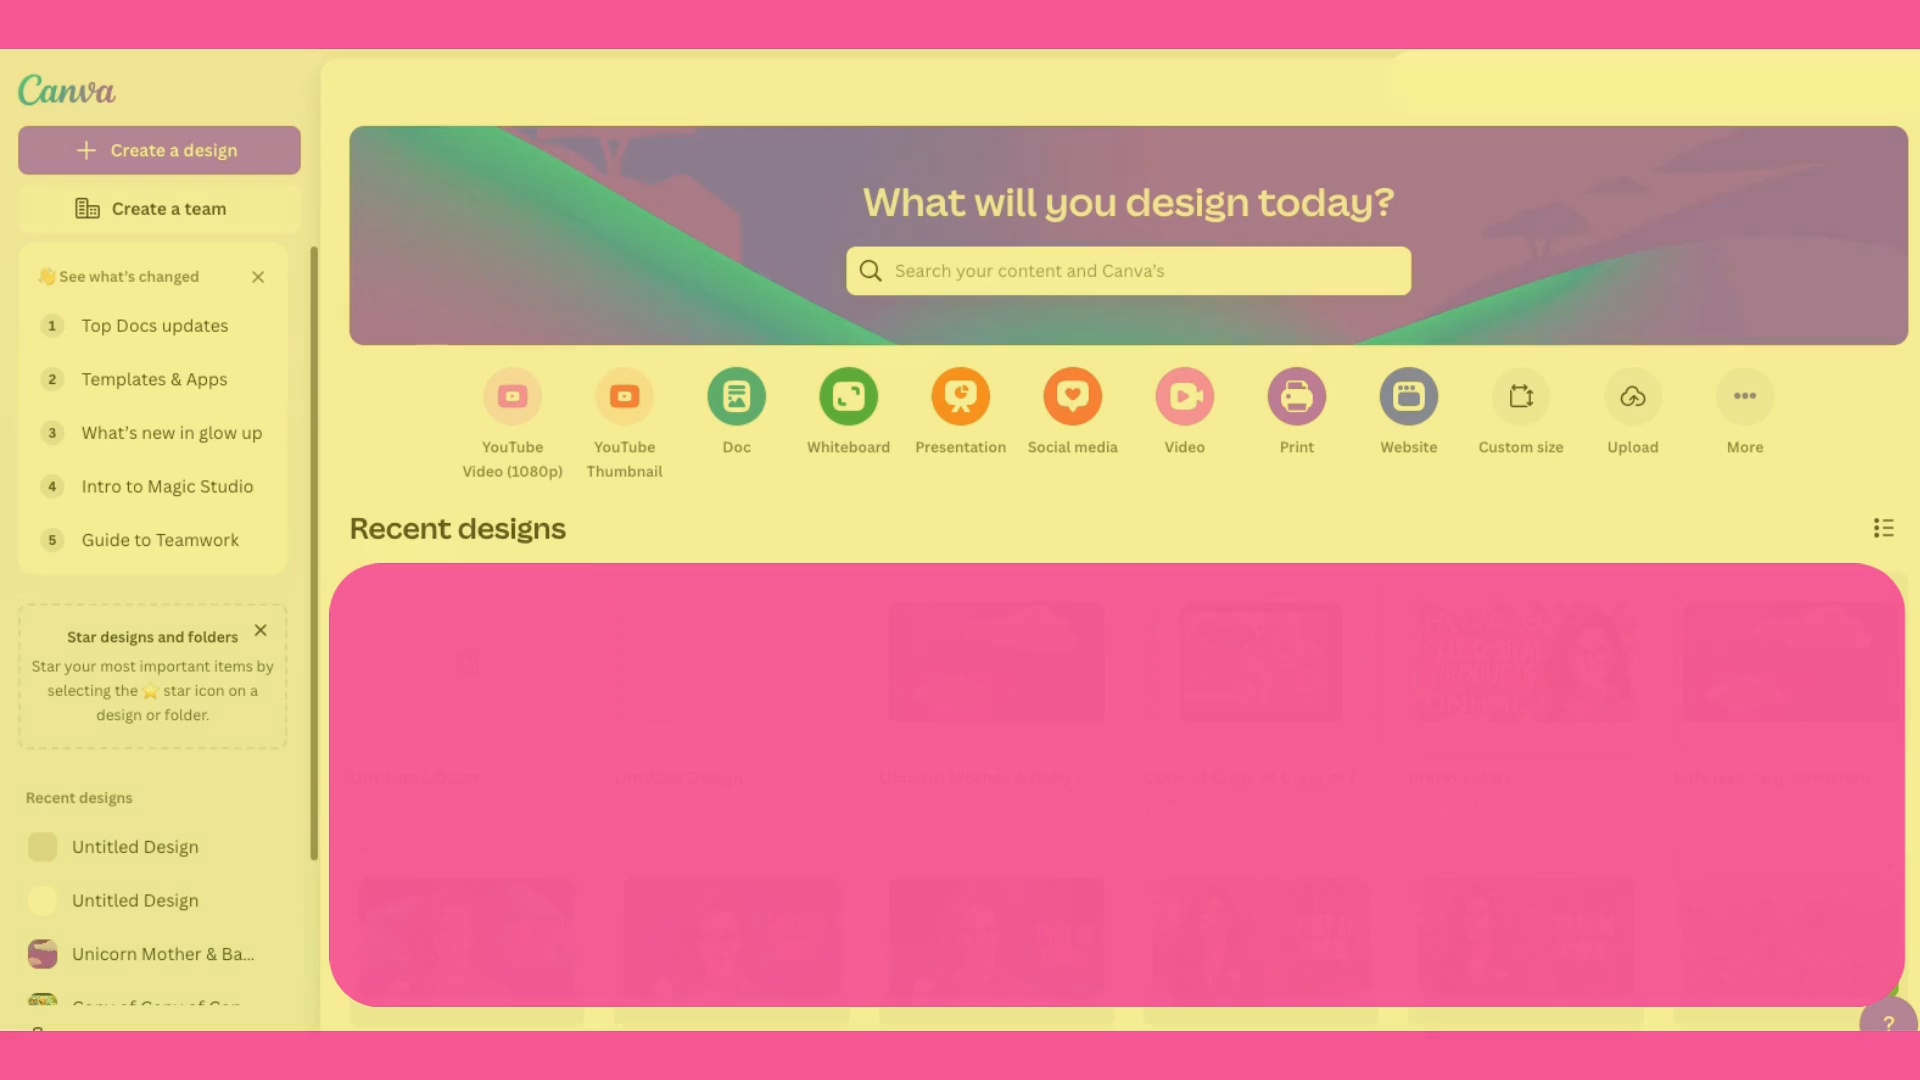 Canva
Create a design
Create a team
See what's changed
1 Top Docs updates
2 Templates & Apps
3 What's new in glow up
4 Intro to Magic Studio
5 Guide to Teamwork
Star designs and folders
Star your most important items by
selecting the ⭐ star icon on a
design or folder.
Recent designs
Untitled Design
Untitled Design
Unicorn Mother & Ba...
What will you design today?
Search your content and Canva's
YouTube
Video (1080p)
YouTube
Thumbnail
Doc
Whiteboard
Presentation
Social media
Video
Print
Website
Custom size
Upload
More
Recent designs
?